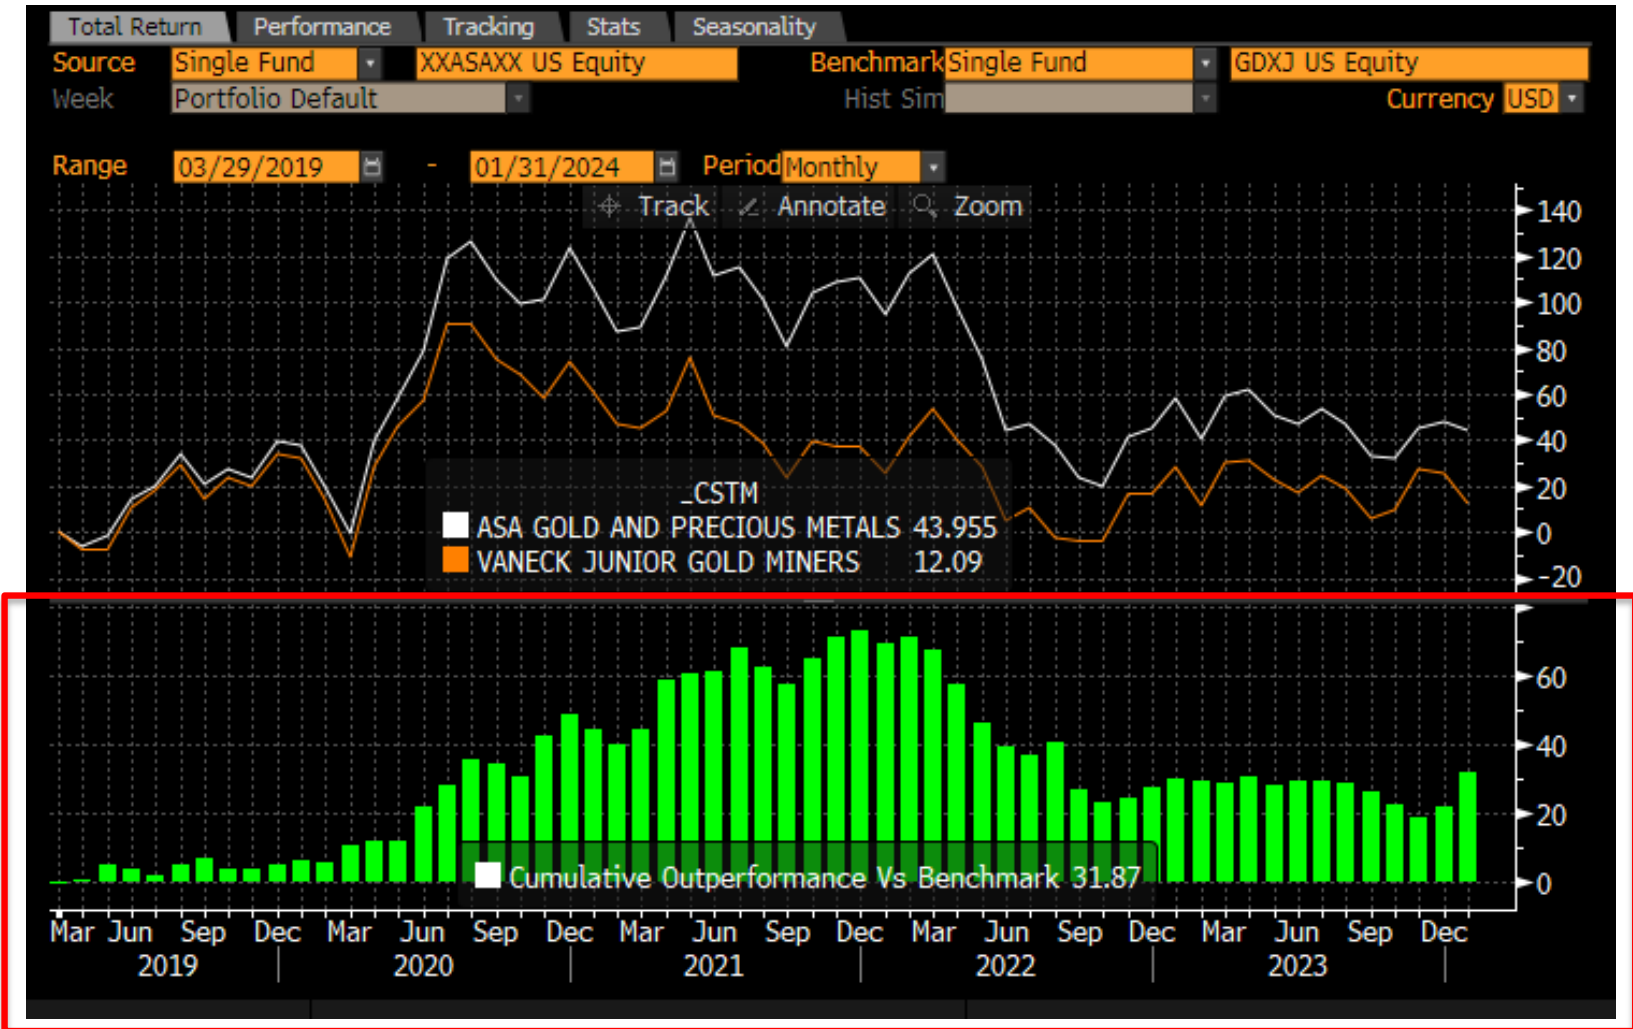 Total Return Performance Tracking Stats Seasonality
Source Single Fund XXASAXX US Equity Benchmark Single Fund GDXJ US Equity
Week Portfolio Default Hist Sim Currency USD
Range 03/29/2019 - 01/31/2024 Period Monthly
Track Annotate Zoom
140
120
100
80
60
40
20
0
-20
_CSTM
ASA GOLD AND PRECIOUS METALS 43.955
VANECK JUNIOR GOLD MINERS 12.09
60
40
20
0
Cumulative Outperformance Vs Benchmark 31.87
Mar Jun Sep Dec Mar Jun Sep Dec Mar Jun Sep Dec Mar Jun Sep Dec Mar Jun Sep Dec
2019 2020 2021 2022 2023